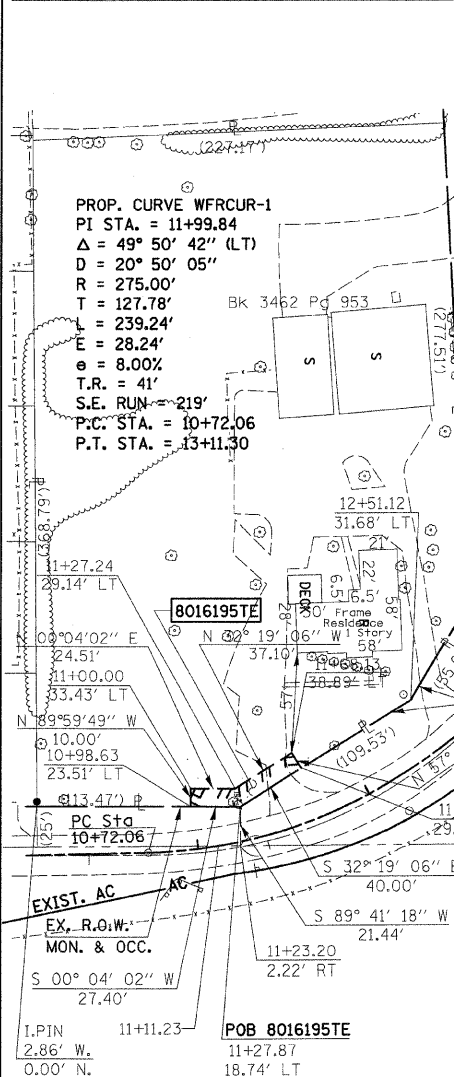 (227.17')
PROP. CURVE WFRCUR-1
PI STA. = 11+99.84
Δ = 49° 50' 42" (LT)
D = 20° 50' 05"
R = 275.00'
T = 127.78'
L = 239.24'
E = 28.24'
e = 8.00%
T.R. = 41'
S.E. RUN = 219'
P.C. STA. = 10+72.06
P.T. STA. = 13+11.30
Bk 3462 Pg 953
(277.51')
S
S
(368.79')
12+51.12
31.68' LT
11+27.24
29.14' LT
21'
22'
6.5'
6.5'
58'
DECK
Frame
Residence
1 Story
58'
28'
8016195TE
N 32° 19' 06" W
37.10'
00°04'02" E
24.51'
11+00.00
33.43' LT
38.89'
57'
N 89°59'49" W
10.00'
10+98.63
23.51' LT
(109.53')
N 57°
(13.47')
(25')
PC Sta
10+72.06
11
29.
S 32° 19' 06" E
40.00'
EXIST. AC
AC
S 89° 41' 18" W
21.44'
EX. R.O.W.
MON. & OCC.
11+23.20
2.22' RT
S 00° 04' 02" W
27.40'
I.PIN
2.86' W.
0.00' N.
11+11.23
POB 8016195TE
11+27.87
18.74' LT